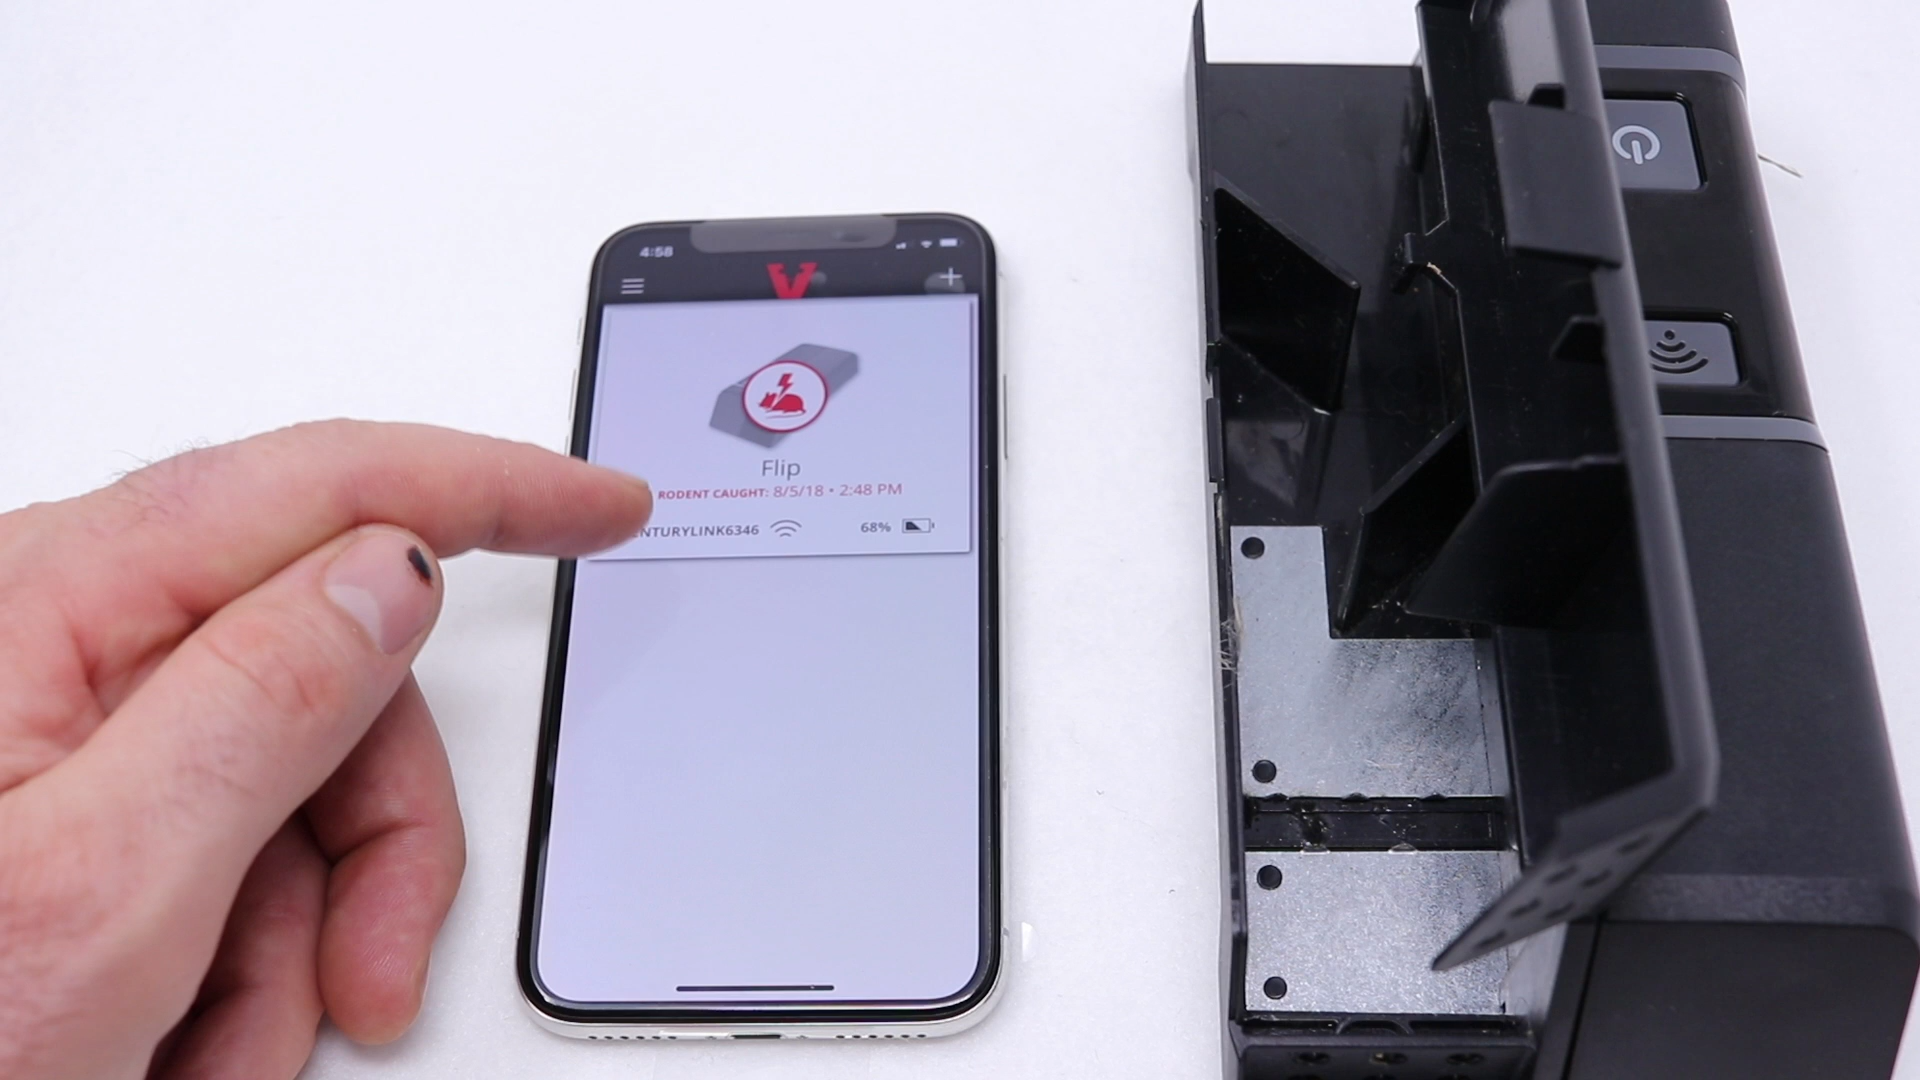 4:58
V
Flip
RODENT CAUGHT: 8/5/18 • 2:48 PM
NTURYLINK6346 68%